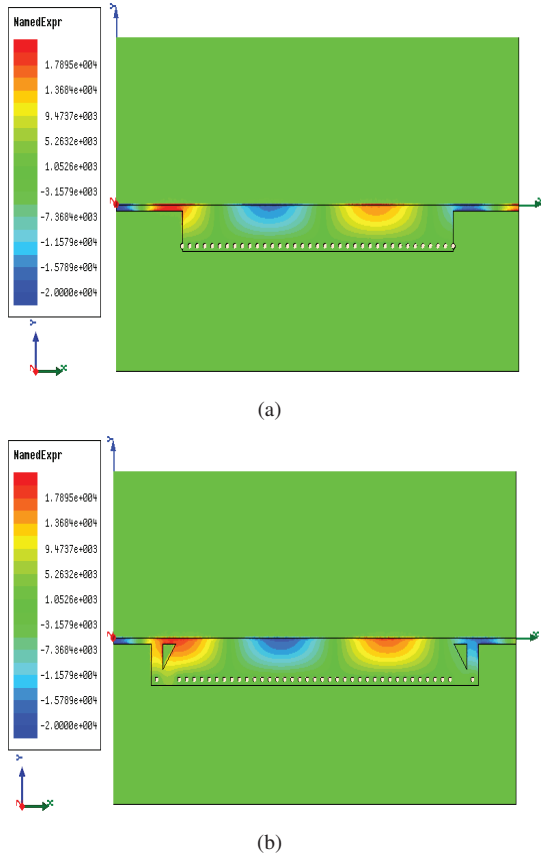 NamedExpr
1.7895e+004
1.3684e+004
9.4737e+003
5.2632e+003
1.0526e+003
-3.1579e+003
-7.3684e+003
-1.1579e+004
-1.5789e+004
-2.0000e+004
Y
Z
X
Y
Z
X
(a)
NamedExpr
1.7895e+004
1.3684e+004
9.4737e+003
5.2632e+003
1.0526e+003
-3.1579e+003
-7.3684e+003
-1.1579e+004
-1.5789e+004
-2.0000e+004
Y
Z
X
Y
Z
X
(b)